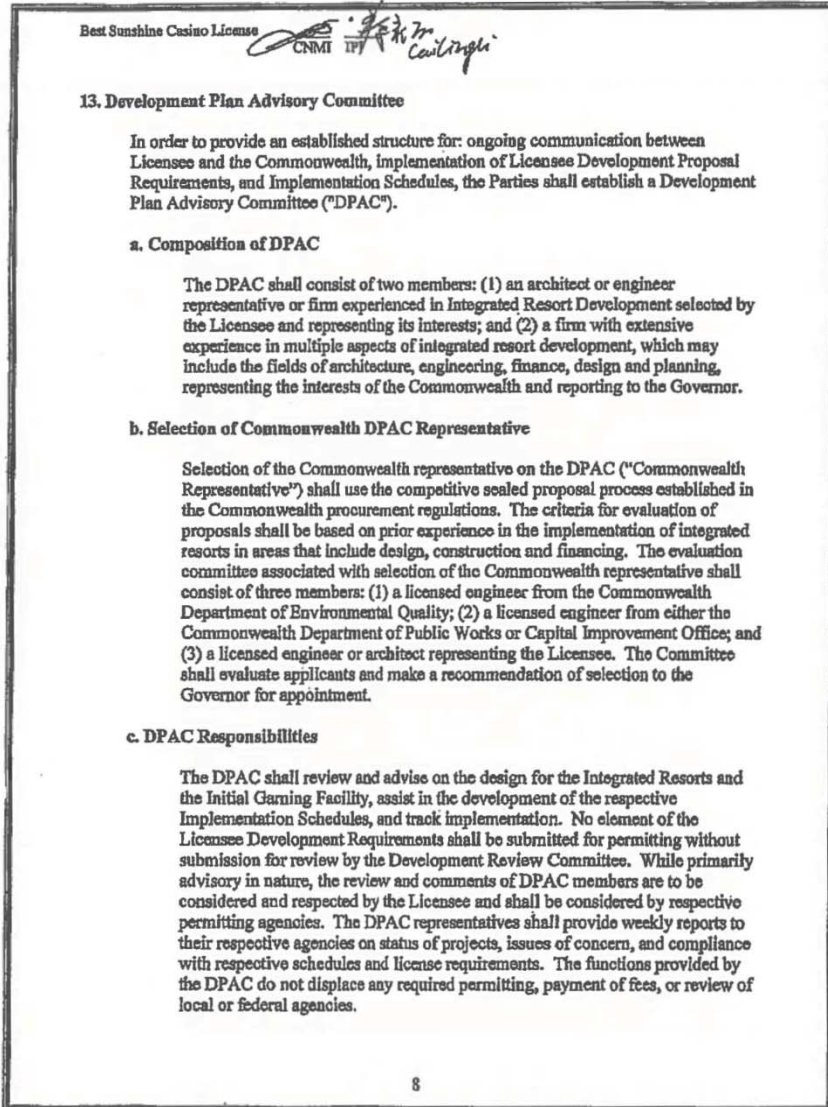 Best Sunshine Casino License
CNMI IPI
Cai Lingli
13. Development Plan Advisory Committee
In order to provide an established structure for: ongoing communication between
Licensee and the Commonwealth, implementation of Licensee Development Proposal
Requirements, and Implementation Schedules, the Parties shall establish a Development
Plan Advisory Committee ("DPAC").
a. Composition of DPAC
The DPAC shall consist of two members: (1) an architect or engineer
representative or firm experienced in Integrated Resort Development selected by
the Licensee and representing its interests; and (2) a firm with extensive
experience in multiple aspects of integrated resort development, which may
include the fields of architecture, engineering, finance, design and planning,
representing the interests of the Commonwealth and reporting to the Governor.
b. Selection of Commonwealth DPAC Representative
Selection of the Commonwealth representative on the DPAC ("Commonwealth
Representative") shall use the competitive sealed proposal process established in
the Commonwealth procurement regulations. The criteria for evaluation of
proposals shall be based on prior experience in the implementation of integrated
resorts in areas that include design, construction and financing. The evaluation
committee associated with selection of the Commonwealth representative shall
consist of three members: (1) a licensed engineer from the Commonwealth
Department of Environmental Quality; (2) a licensed engineer from either the
Commonwealth Department of Public Works or Capital Improvement Office; and
(3) a licensed engineer or architect representing the Licensee. The Committee
shall evaluate applicants and make a recommendation of selection to the
Governor for appointment.
c. DPAC Responsibilities
The DPAC shall review and advise on the design for the Integrated Resorts and
the Initial Gaming Facility, assist in the development of the respective
Implementation Schedules, and track implementation. No element of the
Licensee Development Requirements shall be submitted for permitting without
submission for review by the Development Review Committee. While primarily
advisory in nature, the review and comments of DPAC members are to be
considered and respected by the Licensee and shall be considered by respective
permitting agencies. The DPAC representatives shall provide weekly reports to
their respective agencies on status of projects, issues of concern, and compliance
with respective schedules and license requirements. The functions provided by
the DPAC do not displace any required permitting, payment of fees, or review of
local or federal agencies.
8